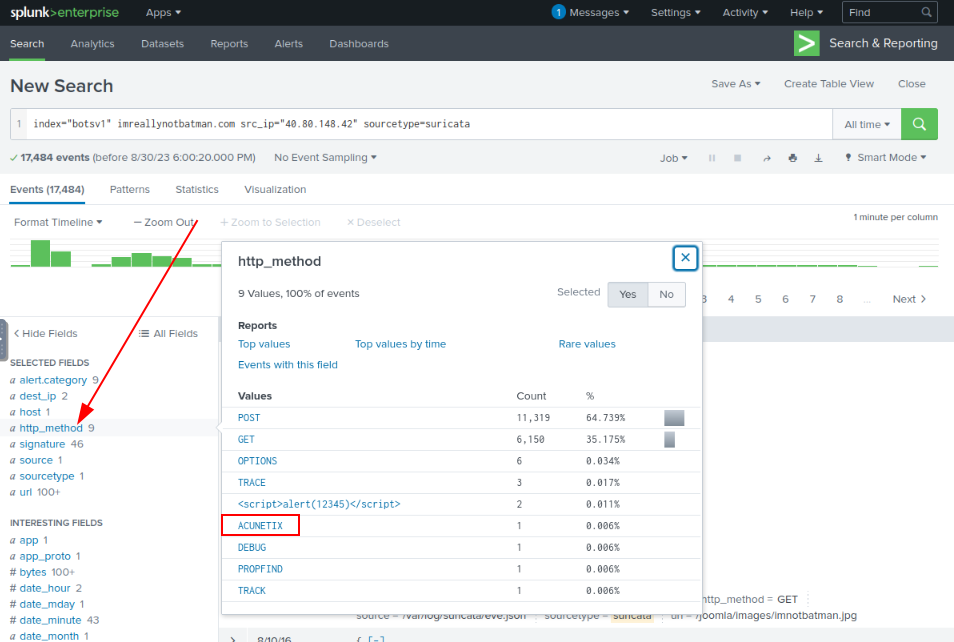 splunk>enterprise Apps 1 Messages Settings Activity Help Find
Search Analytics Datasets Reports Alerts Dashboards > Search & Reporting
New Search Save As Create Table View Close
1 index="botsv1" imreallynotbatman.com src_ip="40.80.148.42" sourcetype=suricata All time
17,484 events (before 8/30/23 6:00:20.000 PM) No Event Sampling Job Smart Mode
Events (17,484) Patterns Statistics Visualization
Format Timeline — Zoom Out + Zoom to Selection × Deselect 1 minute per column
http_method
9 Values, 100% of events Selected Yes No
3 4 5 6 7 8 ... Next >
< Hide Fields All Fields
Reports
Top values Top values by time Rare values
Events with this field
SELECTED FIELDS
a alert.category 9
a dest_ip 2
a host 1
a http_method 9
a signature 46
a source 1
a sourcetype 1
a url 100+
INTERESTING FIELDS
a app 1
a app_proto 1
# bytes 100+
# date_hour 2
# date_mday 1
# date_minute 43
a date_month 1
Values Count %
POST 11,319 64.739%
GET 6,150 35.175%
OPTIONS 6 0.034%
TRACE 3 0.017%
<script>alert(12345)</script> 2 0.011%
ACUNETIX 1 0.006%
DEBUG 1 0.006%
PROPFIND 1 0.006%
TRACK 1 0.006%
http_method = GET
source = /var/log/suricata/eve.json sourcetype = suricata url = /joomla/images/imnotbatman.jpg
> 8/10/16 { [-]